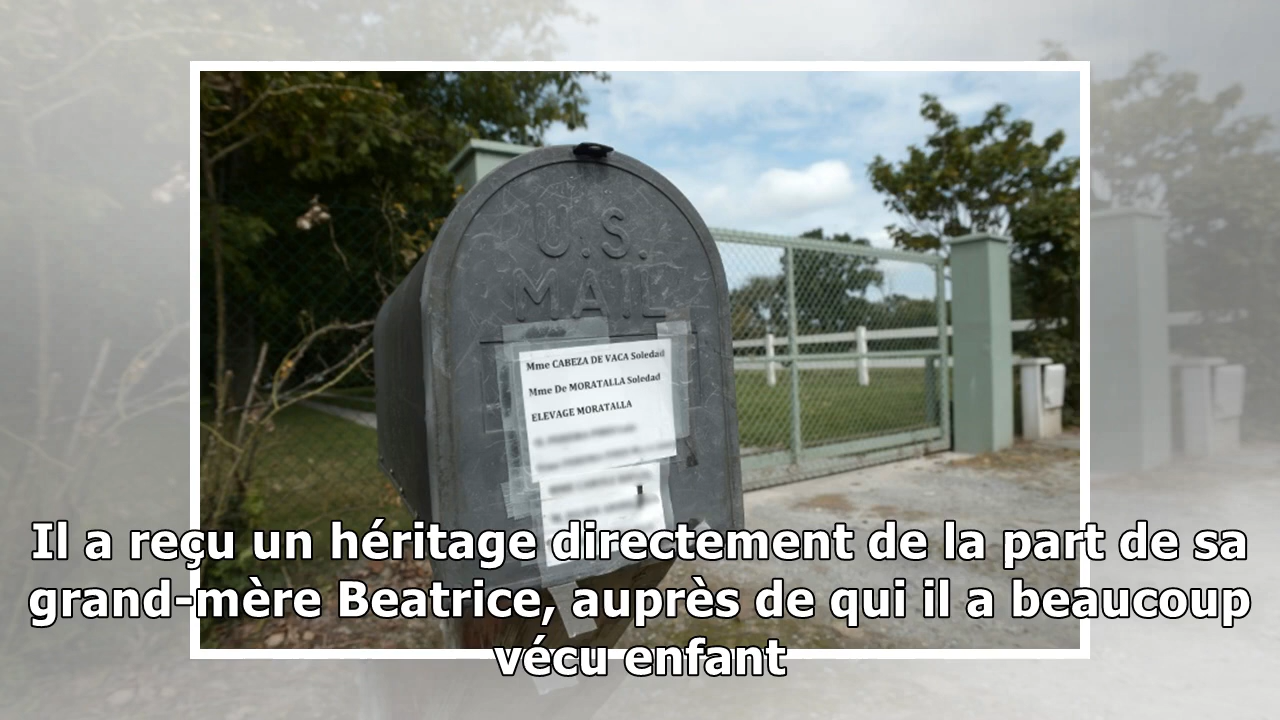 U.S.
MAIL
Mme CABEZA DE VACA Soledad
Mme De MORATALLA Soledad
ELEVAGE MORATALLA
Il a reçu un héritage directement de la part de sa
grand-mère Beatrice, auprès de qui il a beaucoup
vécu enfant